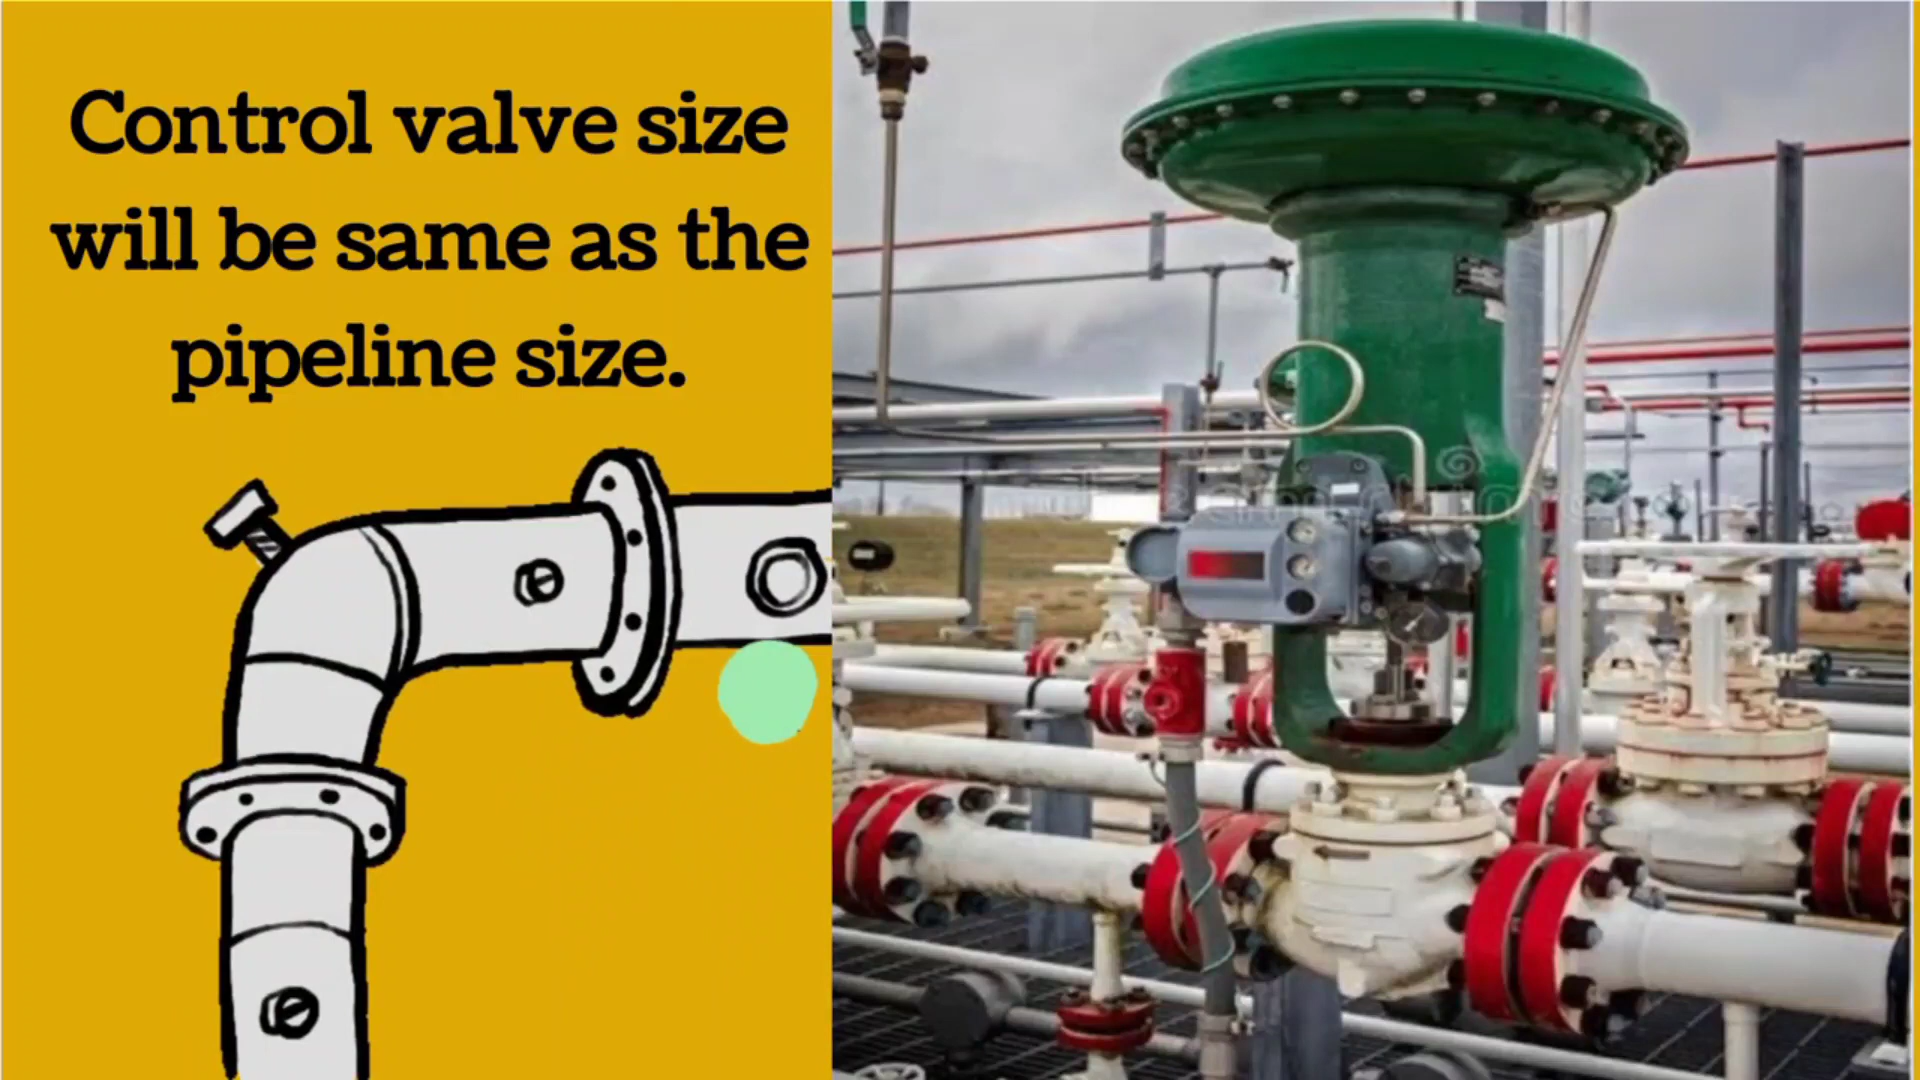 Control valve size
will be same as the
pipeline size.